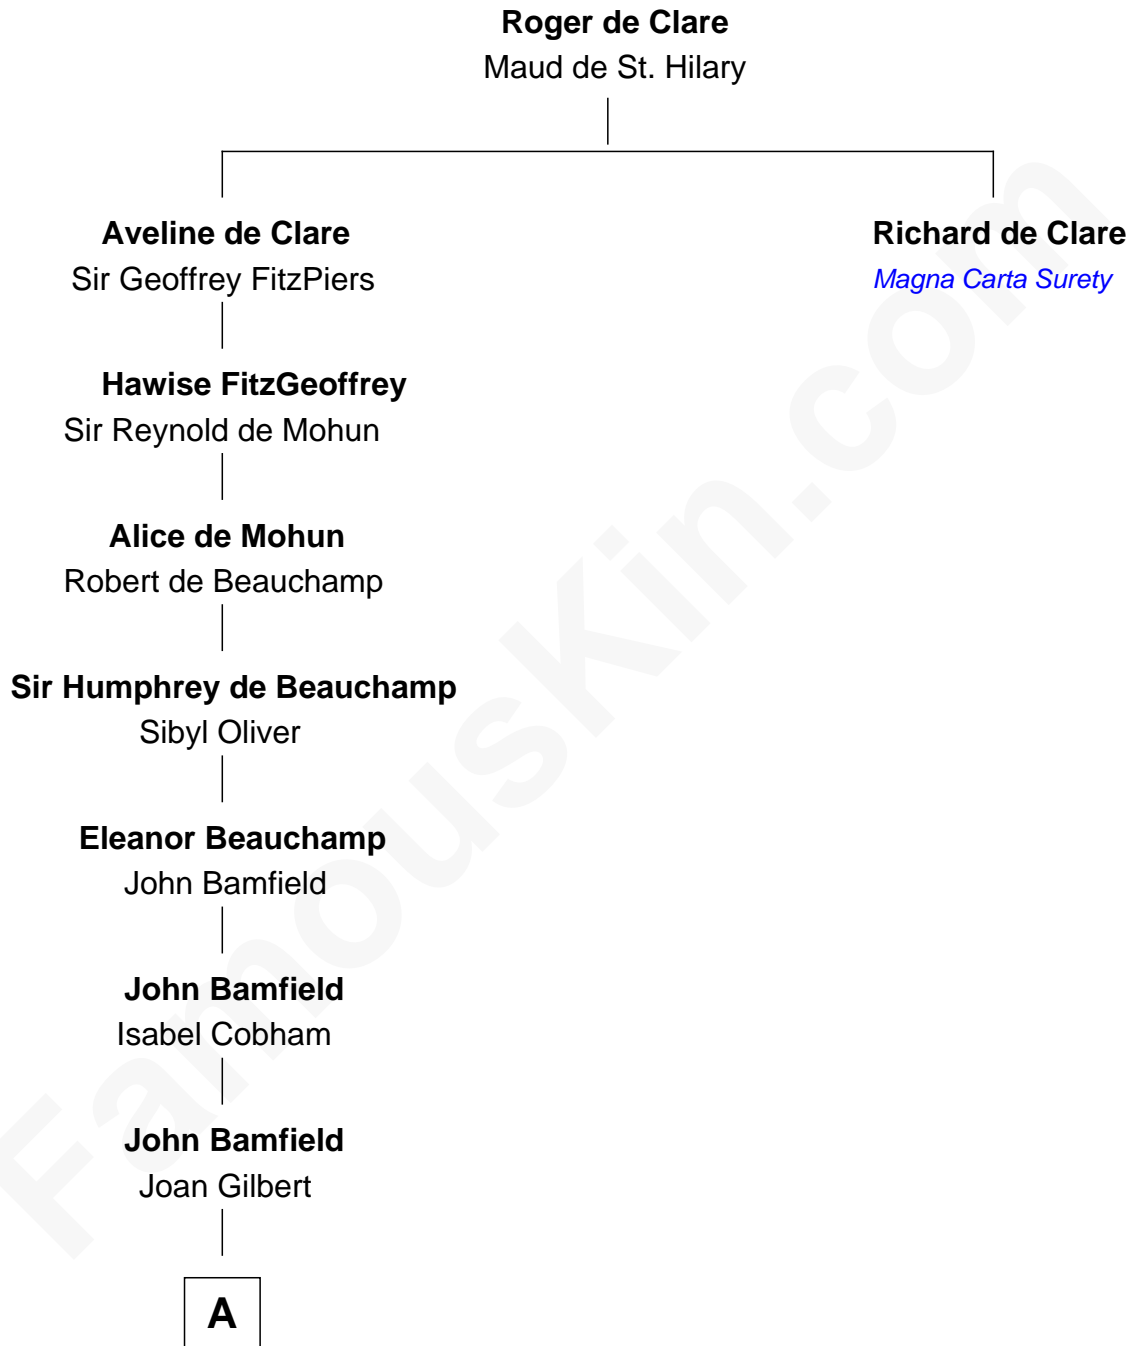 Roger de Clare
Maud de St. Hilary
Aveline de Clare
Sir Geoffrey FitzPiers
Richard de Clare
Magna Carta Surety
Hawise FitzGeoffrey
Sir Reynold de Mohun
Alice de Mohun
Robert de Beauchamp
Sir Humphrey de Beauchamp
Sibyl Oliver
Eleanor Beauchamp
John Bamfield
John Bamfield
Isabel Cobham
John Bamfield
Joan Gilbert
A
FamousKin.com